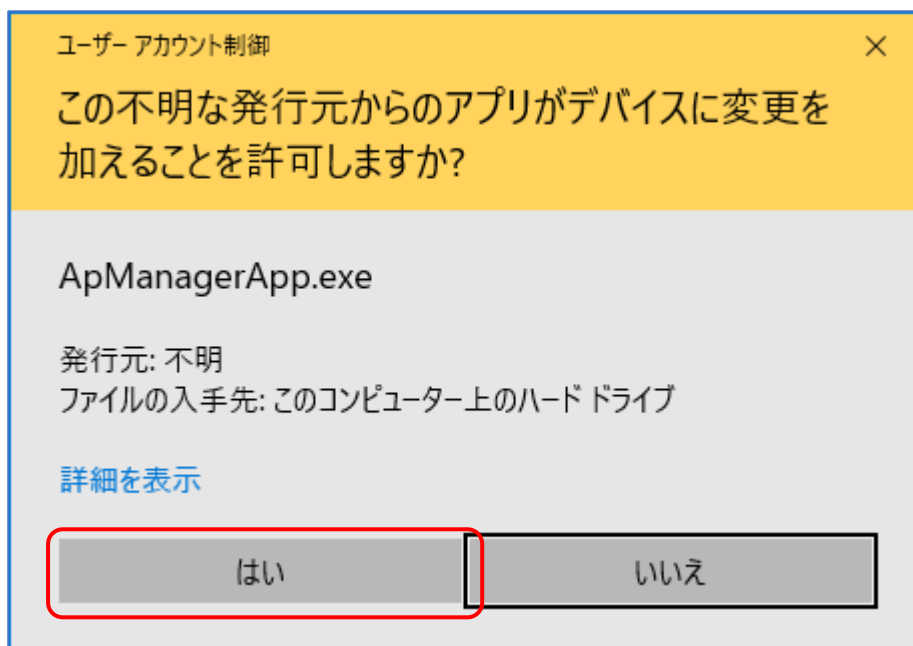 ユーザー アカウント制御
この不明な発行元からのアプリがデバイスに変更を
加えることを許可しますか?
ApManagerApp.exe
発行元: 不明
ファイルの入手先: このコンピューター上のハード ドライブ
詳細を表示
はい
いいえ